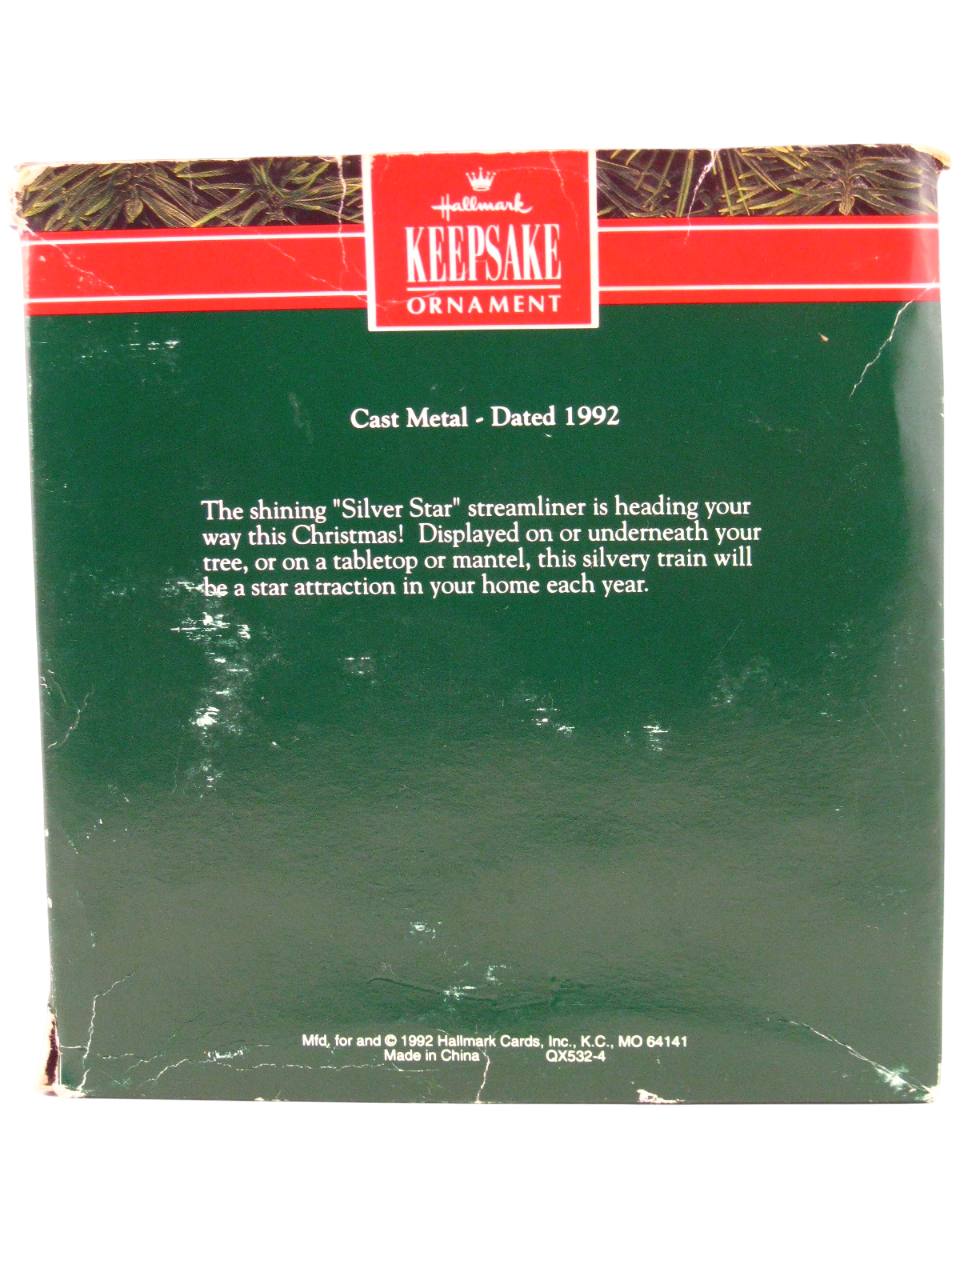 Hallmark
KEEPSAKE
ORNAMENT
Cast Metal - Dated 1992
The shining "Silver Star" streamliner is heading your
way this Christmas! Displayed on or underneath your
tree, or on a tabletop or mantel, this silvery train will
be a star attraction in your home each year.
Mfd. for and © 1992 Hallmark Cards, Inc., K.C., MO 64141
Made in China QX532-4